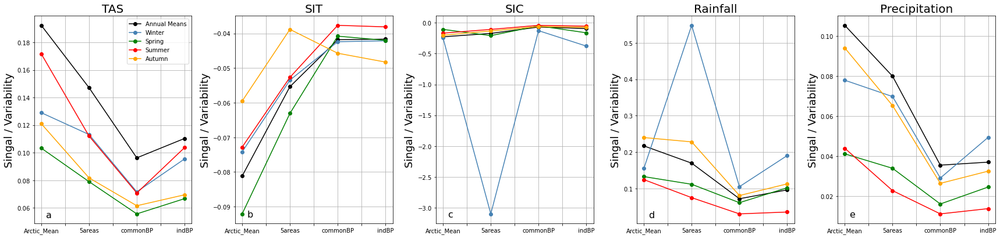 TAS
SIT
SIC
Rainfall
Precipitation
Singal / Variability
0.18
0.16
0.14
0.12
0.10
0.08
0.06
Annual Means
Winter
Spring
Summer
Autumn
a
Arctic_Mean
5areas
commonBP
indBP
Singal / Variability
−0.04
−0.05
−0.06
−0.07
−0.08
−0.09
b
Arctic_Mean
5areas
commonBP
indBP
Singal / Variability
0.0
−0.5
−1.0
−1.5
−2.0
−2.5
−3.0
c
Arctic_Mean
5areas
commonBP
indBP
Singal / Variability
0.5
0.4
0.3
0.2
0.1
d
Arctic_Mean
5areas
commonBP
indBP
Singal / Variability
0.10
0.08
0.06
0.04
0.02
e
Arctic_Mean
5areas
commonBP
indBP